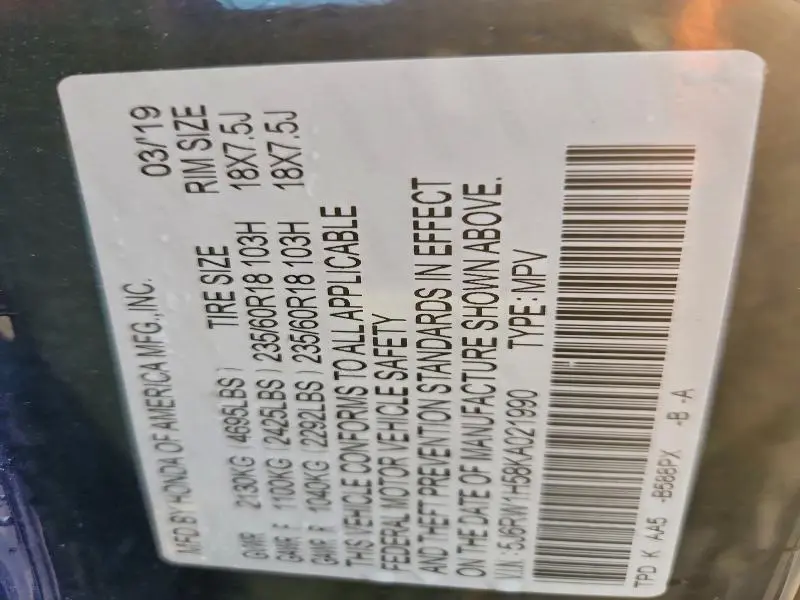 MFD BY HONDA OF AMERICA MFG.,INC. 03/'19
GVWR 2130KG ( 4695LBS ) TIRE SIZE RIM SIZE
GAWR F 1100KG ( 2425LBS ) 235/60R18 103H 18X7.5J
GAWR R 1040KG ( 2292LBS ) 235/60R18 103H 18X7.5J
THIS VEHICLE CONFORMS TO ALL APPLICABLE
FEDERAL MOTOR VEHICLE SAFETY
AND THEFT PREVENTION STANDARDS IN EFFECT
ON THE DATE OF MANUFACTURE SHOWN ABOVE.
V.I.N : 5J6RW1H58KA021990 TYPE : MPV
TPD K AA5 -B588PX -B -A